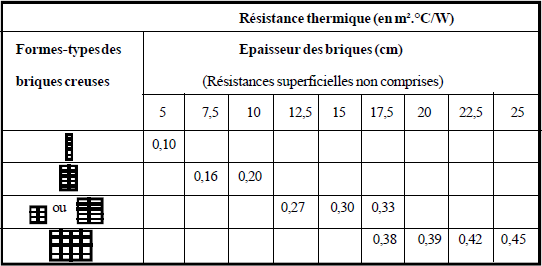 Résistance thermique (en m².°C/W)
Formes-types des
briques creuses
Epaisseur des briques (cm)
(Résistances superficielles non comprises)
5 7,5 10 12,5 15 17,5 20 22,5 25
0,10
0,16 0,20
ou 0,27 0,30 0,33
0,38 0,39 0,42 0,45